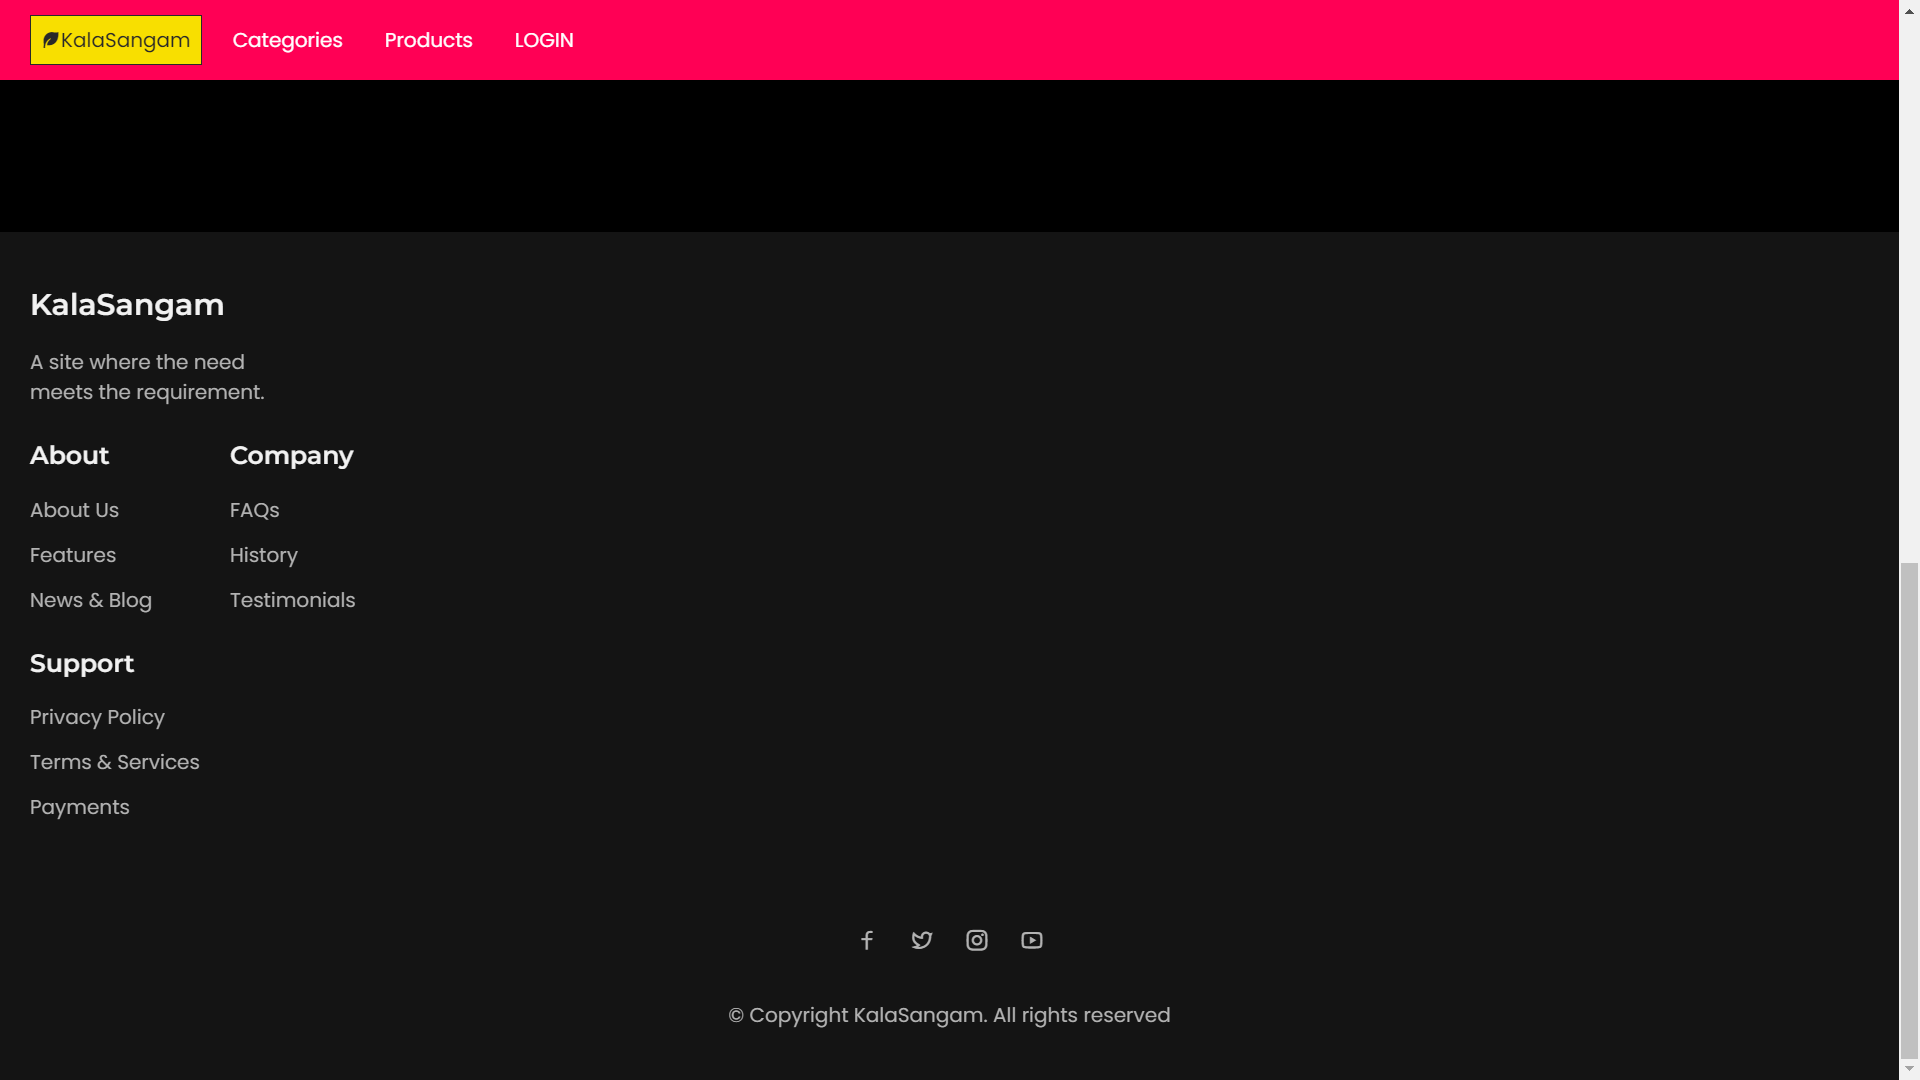 KalaSangam
Categories
Products
LOGIN
KalaSangam
A site where the need
meets the requirement.
About
About Us
Features
News & Blog
Company
FAQs
History
Testimonials
Support
Privacy Policy
Terms & Services
Payments
© Copyright KalaSangam. All rights reserved